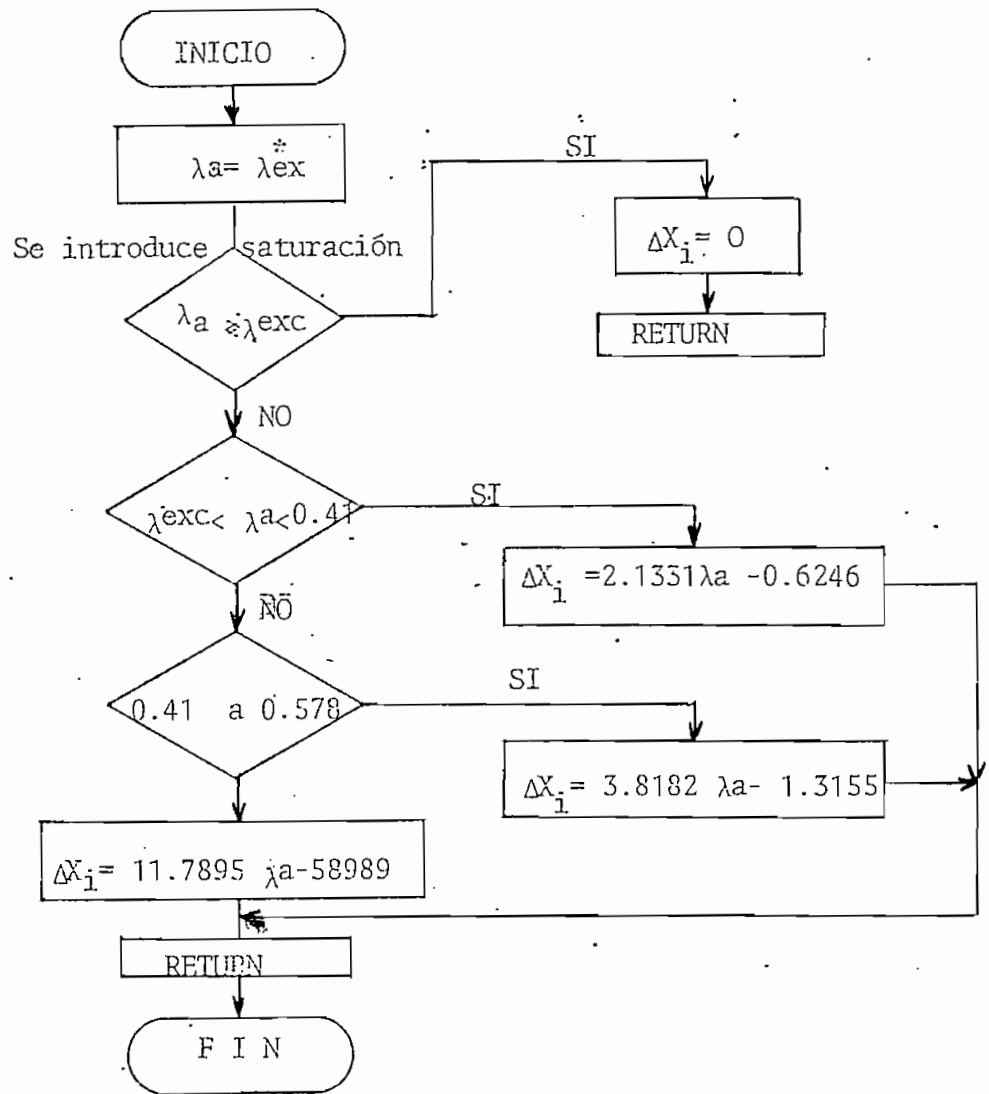 INICIO
λa= λex*
Se introduce saturación
SI
ΔXi= 0
RETURN
λa λexc
NO
λexc< λa<0.41
SI
ΔXi =2.1331λa -0.6246
NO
0.41 a 0.578
SI
ΔXi= 3.8182 λa- 1.3155
ΔXi= 11.7895 λa-58989
RETURN
F I N